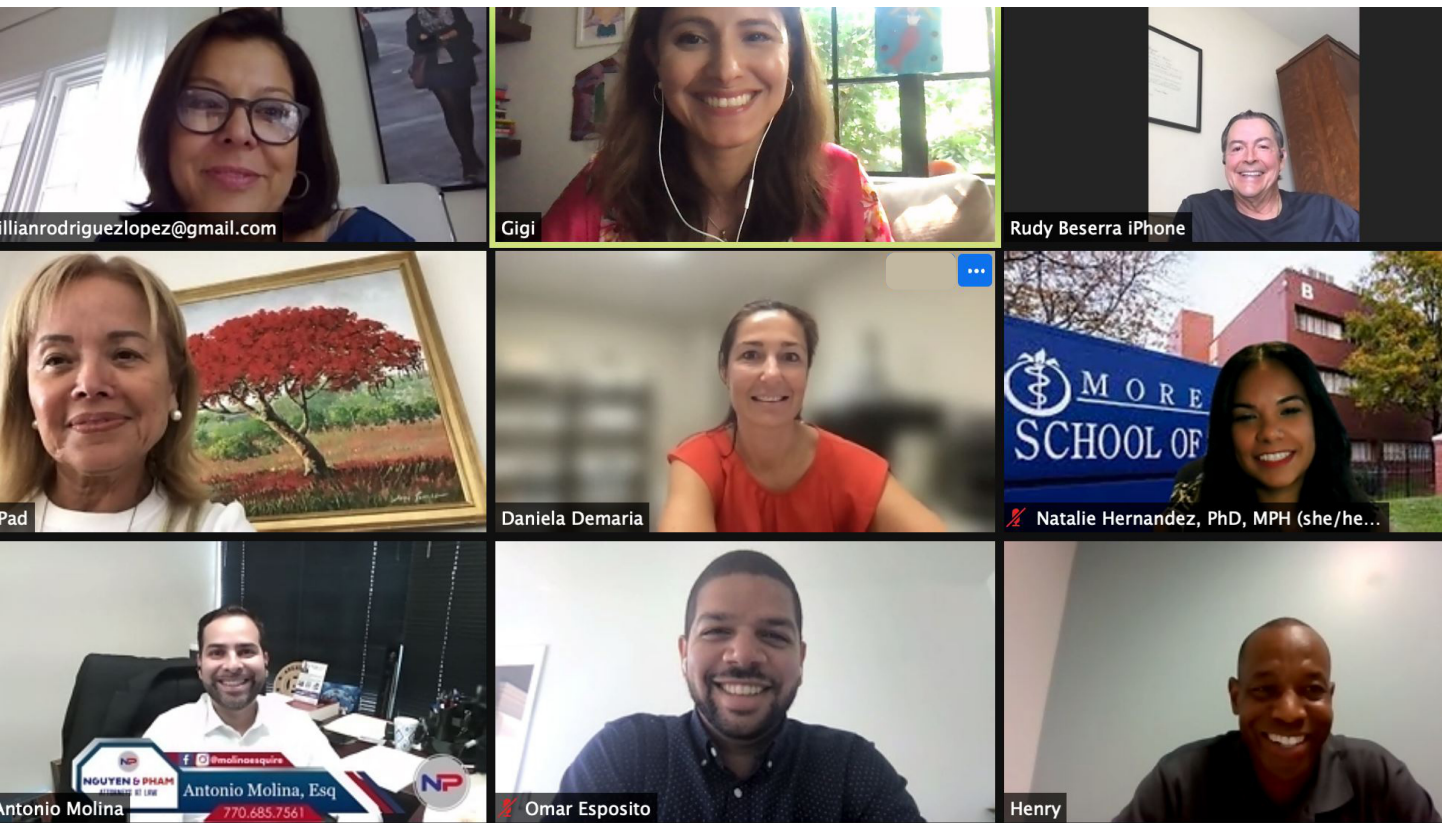 illianrodriguezlopez@gmail.com
Gigi
Rudy Beserra iPhone
Pad
Daniela Demaria
B
MORE
SCHOOL OF
Natalie Hernandez, PhD, MPH (she/he...
@molinaesquire
NP
NGUYEN & PHAM
ATTORNEYS AT LAW
Antonio Molina, Esq
770.685.7561
NP
Antonio Molina
Omar Esposito
Henry